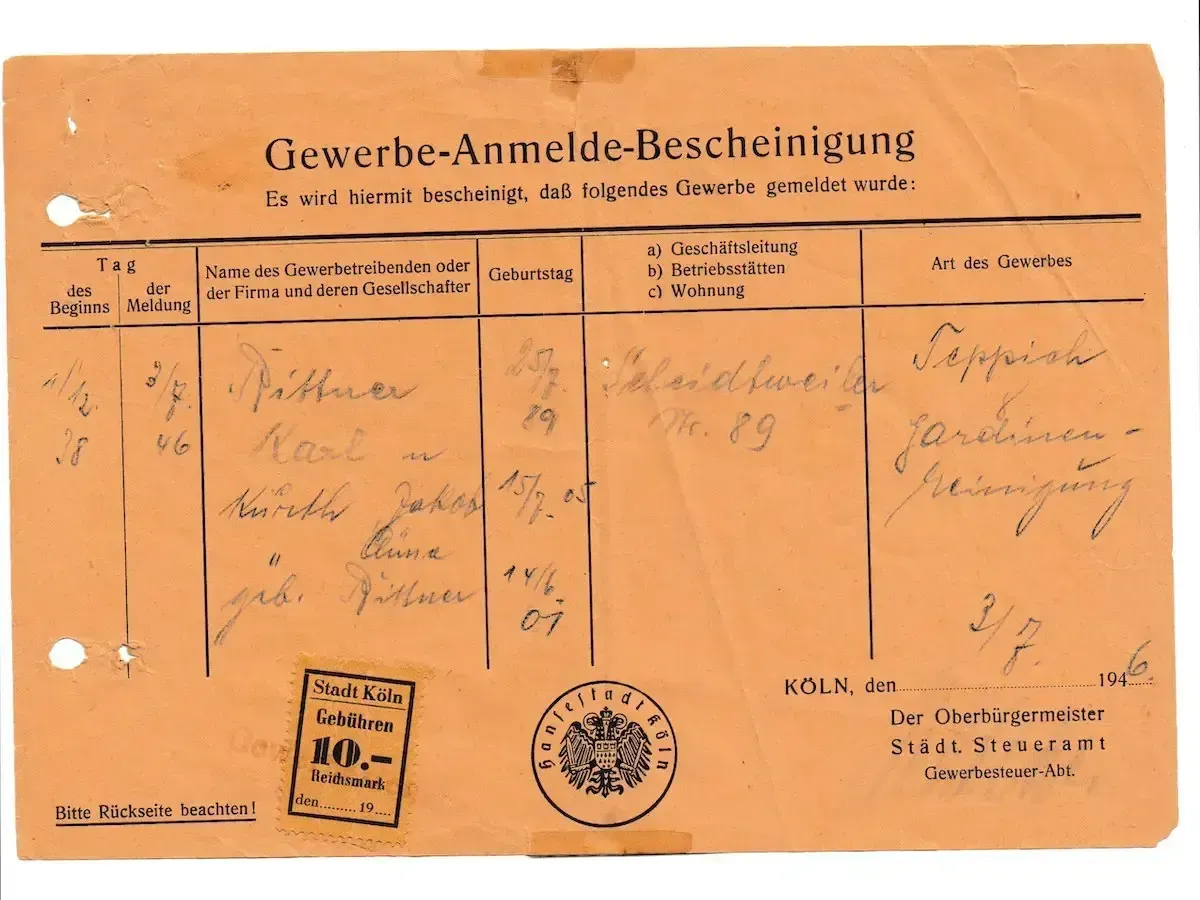 Gewerbe-Anmelde-Bescheinigung
Es wird hiermit bescheinigt, daß folgendes Gewerbe gemeldet wurde:
Tag
des Beginns
der Meldung
Name des Gewerbetreibenden oder
der Firma und deren Gesellschafter
Geburtstag
a) Geschäftsleitung
b) Betriebsstätten
c) Wohnung
Art des Gewerbes
1/12.
38
3/7.
46
Rittner
Karl u
Kürth Jakob
" Änna
geb. Rittner
25/7.
89
15/7. 05
14/6.
01
Scheidtweiler
Nr. 89
Teppich
&
Gardinen-
reinigung
3/7.
KÖLN, den 1946.
Der Oberbürgermeister
Städt. Steueramt
Gewerbesteuer-Abt.
Stadt Köln
Gebühren
10.-
Reichsmark
den......... 19.....
Hansestadt Köln
Bitte Rückseite beachten!